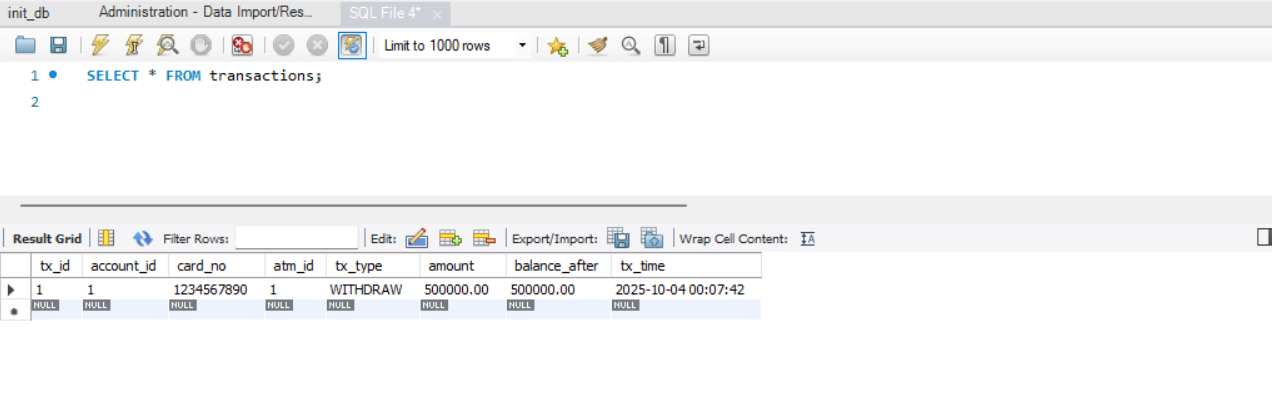 init_db Administration - Data Import/Res... SQL File 4* ×
Limit to 1000 rows
1 SELECT * FROM transactions;
2
Result Grid Filter Rows: Edit: Export/Import: Wrap Cell Content: IA
tx_id account_id card_no atm_id tx_type amount balance_after tx_time
1 1 1234567890 1 WITHDRAW 500000.00 500000.00 2025-10-04 00:07:42
NULL NULL NULL NULL NULL NULL NULL NULL